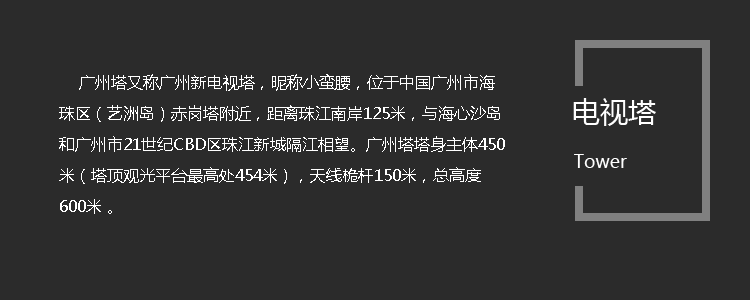 广州塔又称广州新电视塔，昵称小蛮腰，位于中国广州市海
珠区（艺洲岛）赤岗塔附近，距离珠江南岸125米，与海心沙岛
和广州市21世纪CBD区珠江新城隔江相望。广州塔塔身主体450
米（塔顶观光平台最高处454米），天线桅杆150米，总高度
600米 。
电视塔
Tower